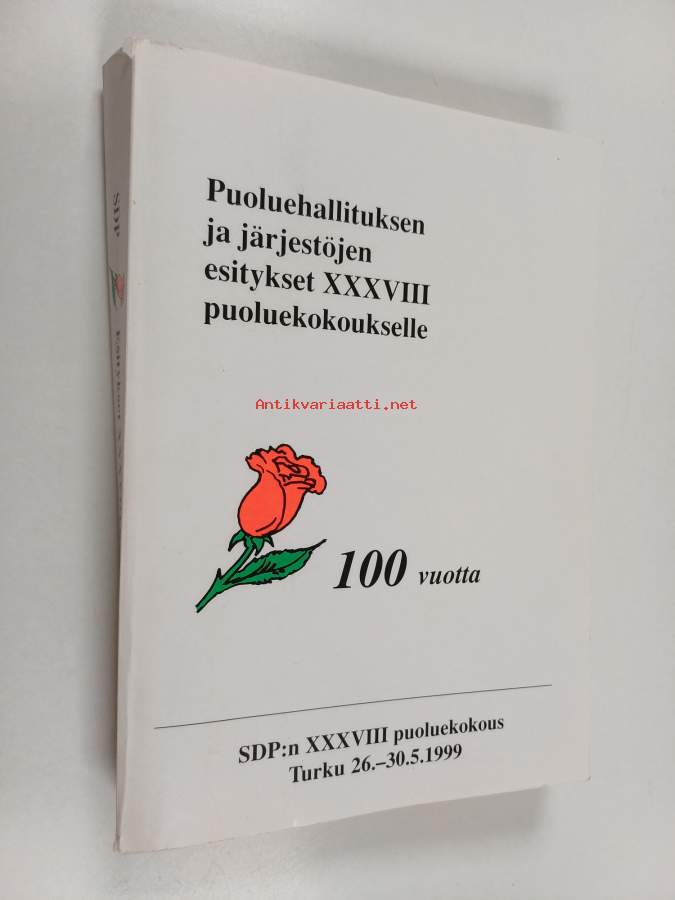 Puoluehallituksen
ja järjestöjen
esitykset XXXVIII
puoluekokoukselle
Antikvariaatti.net
100 vuotta
SDP:n XXXVIII puoluekokous
Turku 26.–30.5.1999
SDP